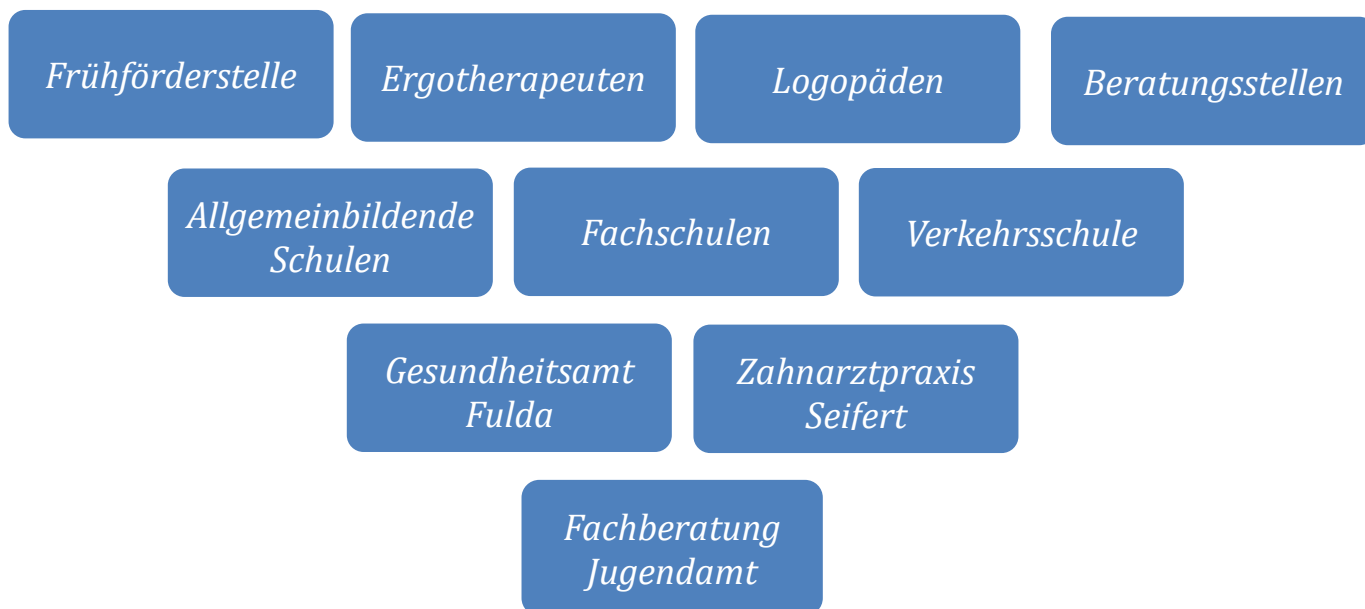 Frühförderstelle
Ergotherapeuten
Logopäden
Beratungsstellen
Allgemeinbildende
Schulen
Fachschulen
Verkehrsschule
Gesundheitsamt
Fulda
Zahnarztpraxis
Seifert
Fachberatung
Jugendamt